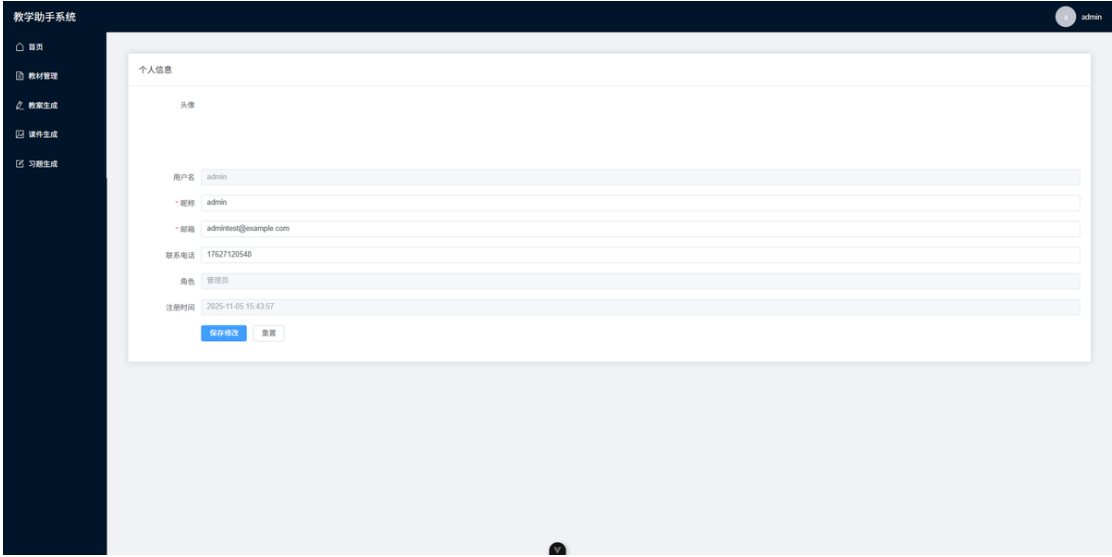 教学助手系统
a admin
首页
教材管理
教案生成
课件生成
习题生成
个人信息
头像
用户名 admin
* 昵称 admin
* 邮箱 admintest@example.com
联系电话 17627120548
角色 管理员
注册时间 2025-11-05 15:43:57
保存修改 重置